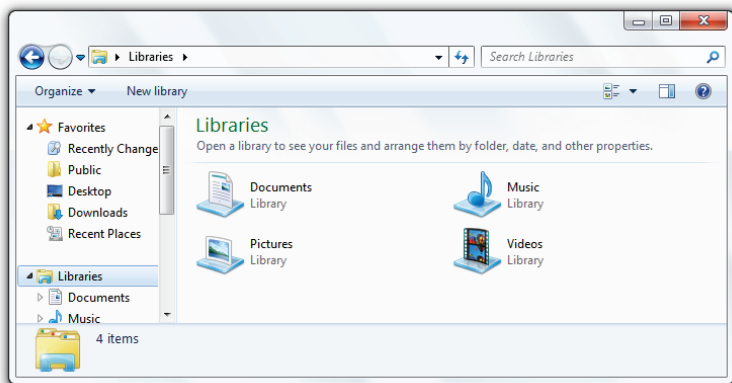 Libraries
Search Libraries
Organize
New library
Favorites
Recently Change
Public
Desktop
Downloads
Recent Places
Libraries
Documents
Music
Libraries
Open a library to see your files and arrange them by folder, date, and other properties.
Documents
Library
Music
Library
Pictures
Library
Videos
Library
4 items